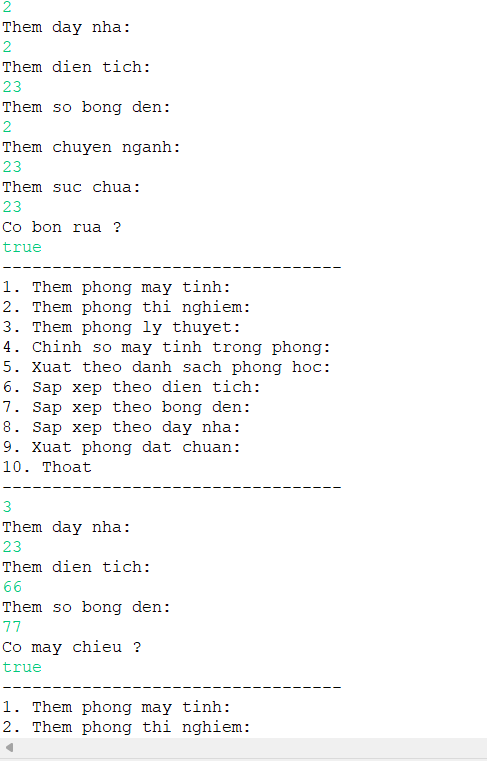 2
Them day nha:
2
Them dien tich:
23
Them so bong den:
2
Them chuyen nganh:
23
Them suc chua:
23
Co bon rua ?
true
----------------------------------
1. Them phong may tinh:
2. Them phong thi nghiem:
3. Them phong ly thuyet:
4. Chinh so may tinh trong phong:
5. Xuat theo danh sach phong hoc:
6. Sap xep theo dien tich:
7. Sap xep theo bong den:
8. Sap xep theo day nha:
9. Xuat phong dat chuan:
10. Thoat
----------------------------------
3
Them day nha:
23
Them dien tich:
66
Them so bong den:
77
Co may chieu ?
true
----------------------------------
1. Them phong may tinh:
2. Them phong thi nghiem: